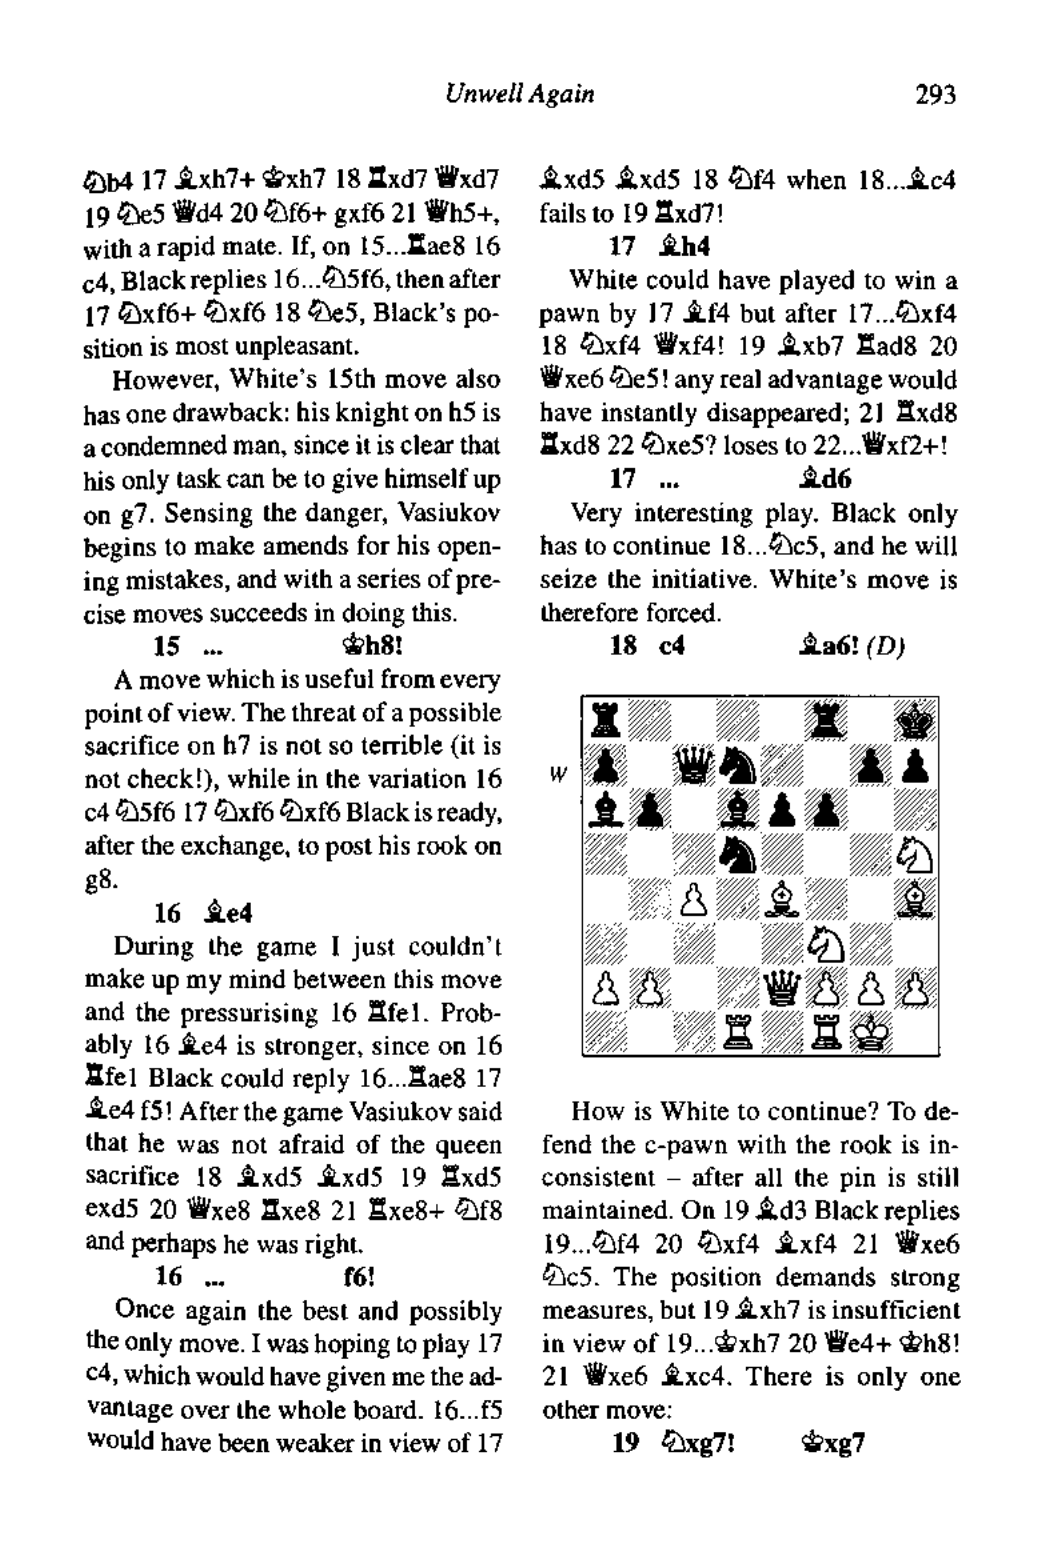 Unwell Again 293
♘b4 17 ♗xh7+ ♔xh7 18 ♖xd7 ♕xd7
19 ♘e5 ♕d4 20 ♘f6+ gxf6 21 ♕h5+,
with a rapid mate. If, on 15...♖ae8 16
c4, Black replies 16...♘5f6, then after
17 ♘xf6+ ♘xf6 18 ♘e5, Black's po-
sition is most unpleasant.
However, White's 15th move also
has one drawback: his knight on h5 is
a condemned man, since it is clear that
his only task can be to give himself up
on g7. Sensing the danger, Vasiukov
begins to make amends for his open-
ing mistakes, and with a series of pre-
cise moves succeeds in doing this.
15 ... ♔h8!
A move which is useful from every
point of view. The threat of a possible
sacrifice on h7 is not so terrible (it is
not check!), while in the variation 16
c4 ♘5f6 17 ♘xf6 ♘xf6 Black is ready,
after the exchange, to post his rook on
g8.
16 ♗e4
During the game I just couldn't
make up my mind between this move
and the pressurising 16 ♖fe1. Prob-
ably 16 ♗e4 is stronger, since on 16
♖fe1 Black could reply 16...♖ae8 17
♗e4 f5! After the game Vasiukov said
that he was not afraid of the queen
sacrifice 18 ♗xd5 ♗xd5 19 ♖xd5
exd5 20 ♕xe8 ♖xe8 21 ♖xe8+ ♘f8
and perhaps he was right.
16 ... f6!
Once again the best and possibly
the only move. I was hoping to play 17
c4, which would have given me the ad-
vantage over the whole board. 16...f5
would have been weaker in view of 17
♗xd5 ♗xd5 18 ♘f4 when 18...♗c4
fails to 19 ♖xd7!
17 ♗h4
White could have played to win a
pawn by 17 ♗f4 but after 17...♘xf4
18 ♘xf4 ♕xf4! 19 ♗xb7 ♖ad8 20
♕xe6 ♘e5! any real advantage would
have instantly disappeared; 21 ♖xd8
♖xd8 22 ♘xe5? loses to 22...♕xf2+!
17 ... ♗d6
Very interesting play. Black only
has to continue 18...♘c5, and he will
seize the initiative. White's move is
therefore forced.
18 c4 ♗a6! (D)
W
How is White to continue? To de-
fend the c-pawn with the rook is in-
consistent – after all the pin is still
maintained. On 19 ♗d3 Black replies
19...♘f4 20 ♘xf4 ♗xf4 21 ♕xe6
♘c5. The position demands strong
measures, but 19 ♗xh7 is insufficient
in view of 19...♔xh7 20 ♕e4+ ♔h8!
21 ♕xe6 ♗xc4. There is only one
other move:
19 ♘xg7! ♔xg7